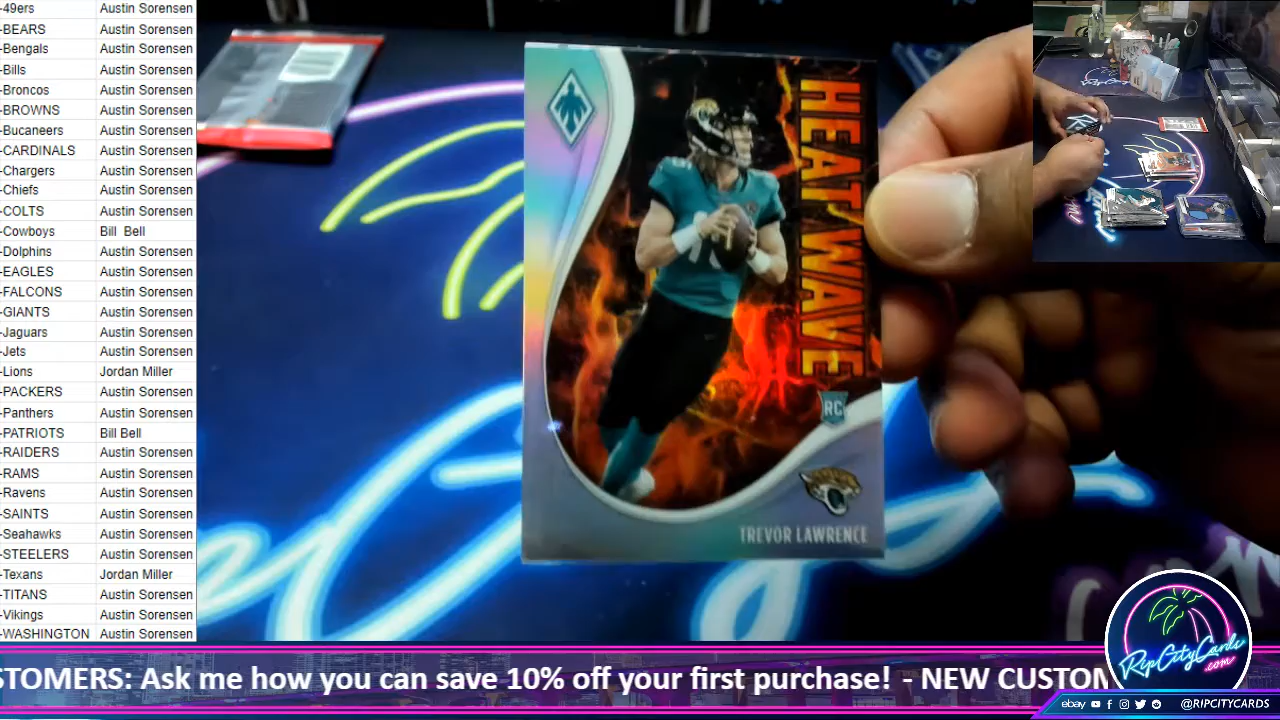 -49ers Austin Sorensen
-BEARS Austin Sorensen
-Bengals Austin Sorensen
-Bills Austin Sorensen
-Broncos Austin Sorensen
-BROWNS Austin Sorensen
-Bucaneers Austin Sorensen
-CARDINALS Austin Sorensen
-Chargers Austin Sorensen
-Chiefs Austin Sorensen
-COLTS Austin Sorensen
-Cowboys Bill Bell
-Dolphins Austin Sorensen
-EAGLES Austin Sorensen
-FALCONS Austin Sorensen
-GIANTS Austin Sorensen
-Jaguars Austin Sorensen
-Jets Austin Sorensen
-Lions Jordan Miller
-PACKERS Austin Sorensen
-Panthers Austin Sorensen
-PATRIOTS Bill Bell
-RAIDERS Austin Sorensen
-RAMS Austin Sorensen
-Ravens Austin Sorensen
-SAINTS Austin Sorensen
-Seahawks Austin Sorensen
-STEELERS Austin Sorensen
-Texans Jordan Miller
-TITANS Austin Sorensen
-Vikings Austin Sorensen
-WASHINGTON Austin Sorensen
HEATWAVE
RC
TREVOR LAWRENCE
STOMERS: Ask me how you can save 10% off your first purchase! - NEW CUSTOM
RipCityCards
.com
ebay @RIPCITYCARDS